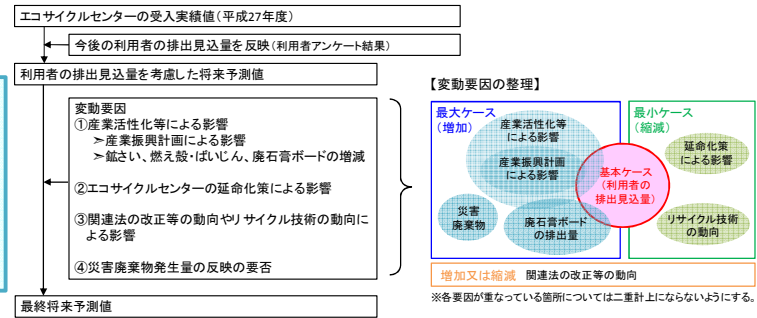 エコサイクルセンターの受入実績値(平成27年度)
今後の利用者の排出見込量を反映(利用者アンケート結果)
利用者の排出見込量を考慮した将来予測値
変動要因
①産業活性化等による影響
➢産業振興計画による影響
➢鉱さい、燃え殻・ばいじん、廃石膏ボードの増減
②エコサイクルセンターの延命化策による影響
③関連法の改正等の動向やリサイクル技術の動向に
よる影響
④災害廃棄物発生量の反映の要否
最終将来予測値
【変動要因の整理】
最大ケース
(増加)
産業活性化等
による影響
産業振興計画
による影響
災害
廃棄物
廃石膏ボード
の排出量
基本ケース
(利用者の
排出見込量)
最小ケース
(縮減)
延命化策
による影響
リサイクル技術
の動向
増加又は縮減 関連法の改正等の動向
※各要因が重なっている箇所については二重計上にならないようにする。